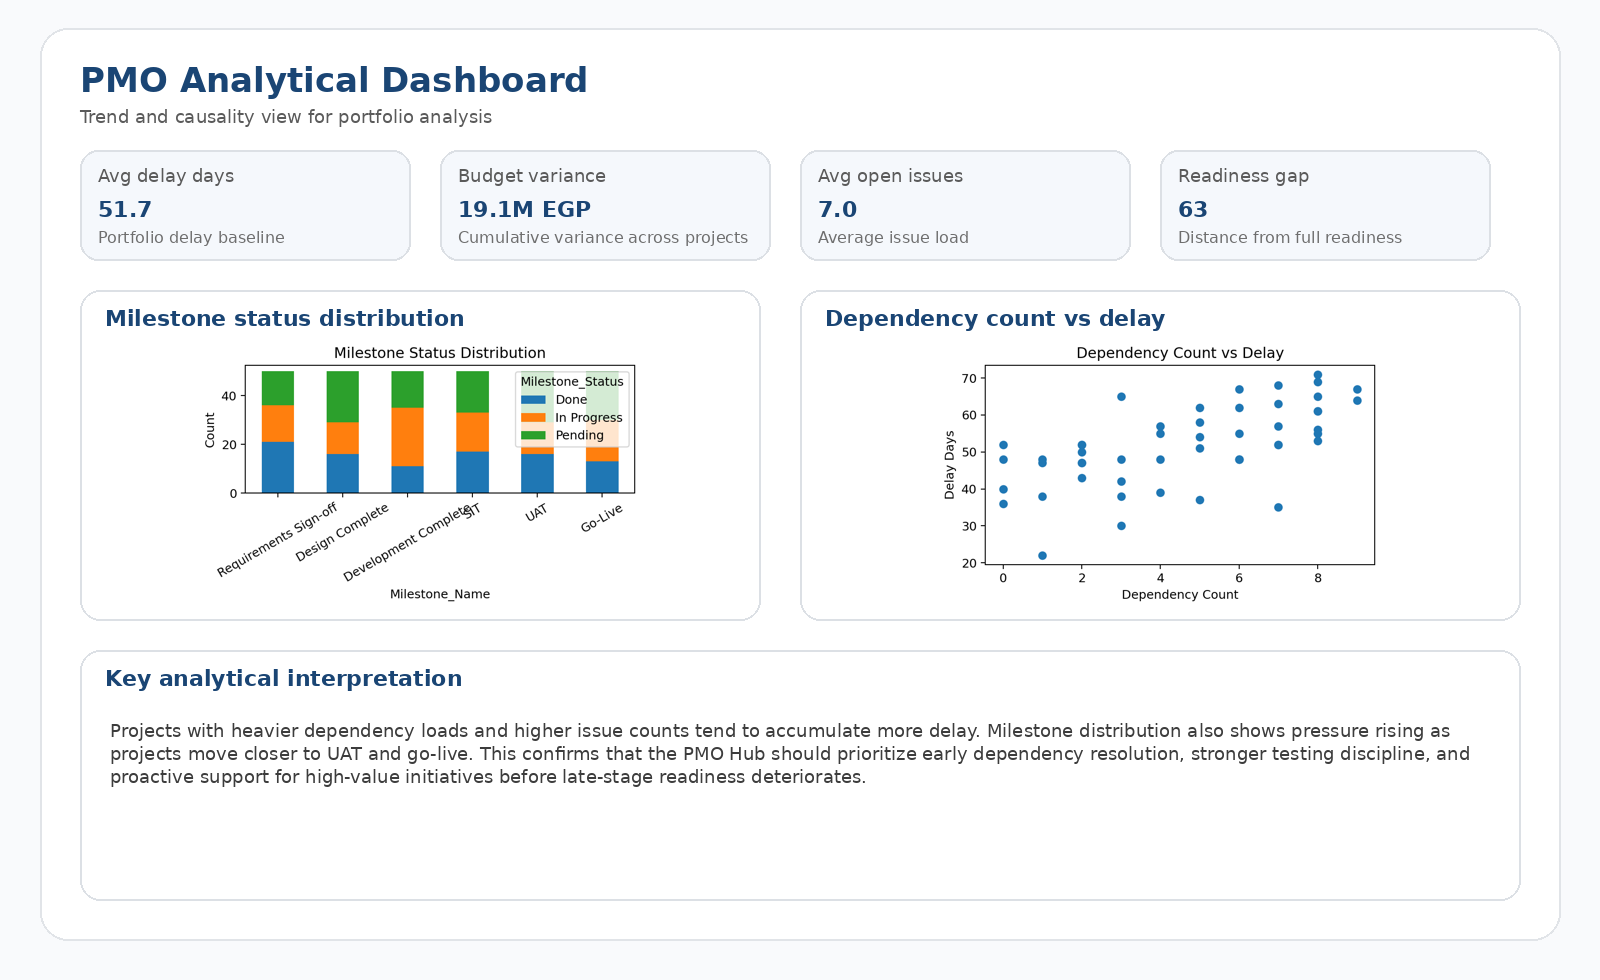 PMO Analytical Dashboard
Trend and causality view for portfolio analysis
Avg delay days
51.7
Portfolio delay baseline
Budget variance
19.1M EGP
Cumulative variance across projects
Avg open issues
7.0
Average issue load
Readiness gap
63
Distance from full readiness
Milestone status distribution
Milestone Status Distribution
Count
40
20
0
Milestone_Status
Done
In Progress
Pending
Requirements Sign-off
Design Complete
Development Complete
SIT
UAT
Go-Live
Milestone_Name
Dependency count vs delay
Dependency Count vs Delay
Delay Days
70
60
50
40
30
20
0 2 4 6 8
Dependency Count
Key analytical interpretation
Projects with heavier dependency loads and higher issue counts tend to accumulate more delay. Milestone distribution also shows pressure rising as
projects move closer to UAT and go-live. This confirms that the PMO Hub should prioritize early dependency resolution, stronger testing discipline, and
proactive support for high-value initiatives before late-stage readiness deteriorates.